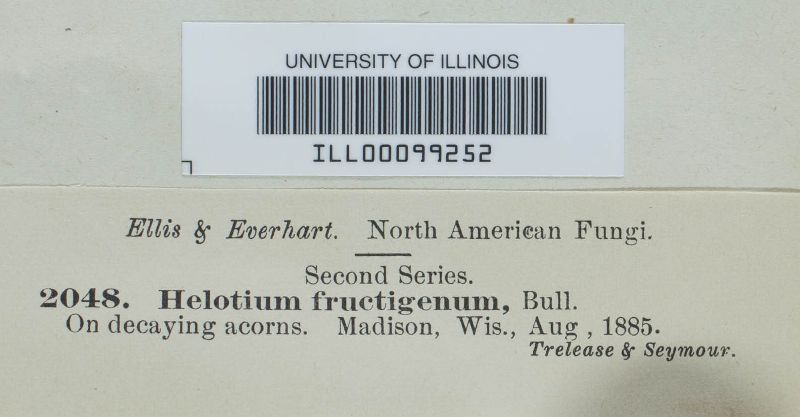 UNIVERSITY OF ILLINOIS
ILL00099252
Ellis & Everhart. North American Fungi.
Second Series.
2048. Helotium fructigenum, Bull.
On decaying acorns. Madison, Wis., Aug , 1885.
Trelease & Seymour.